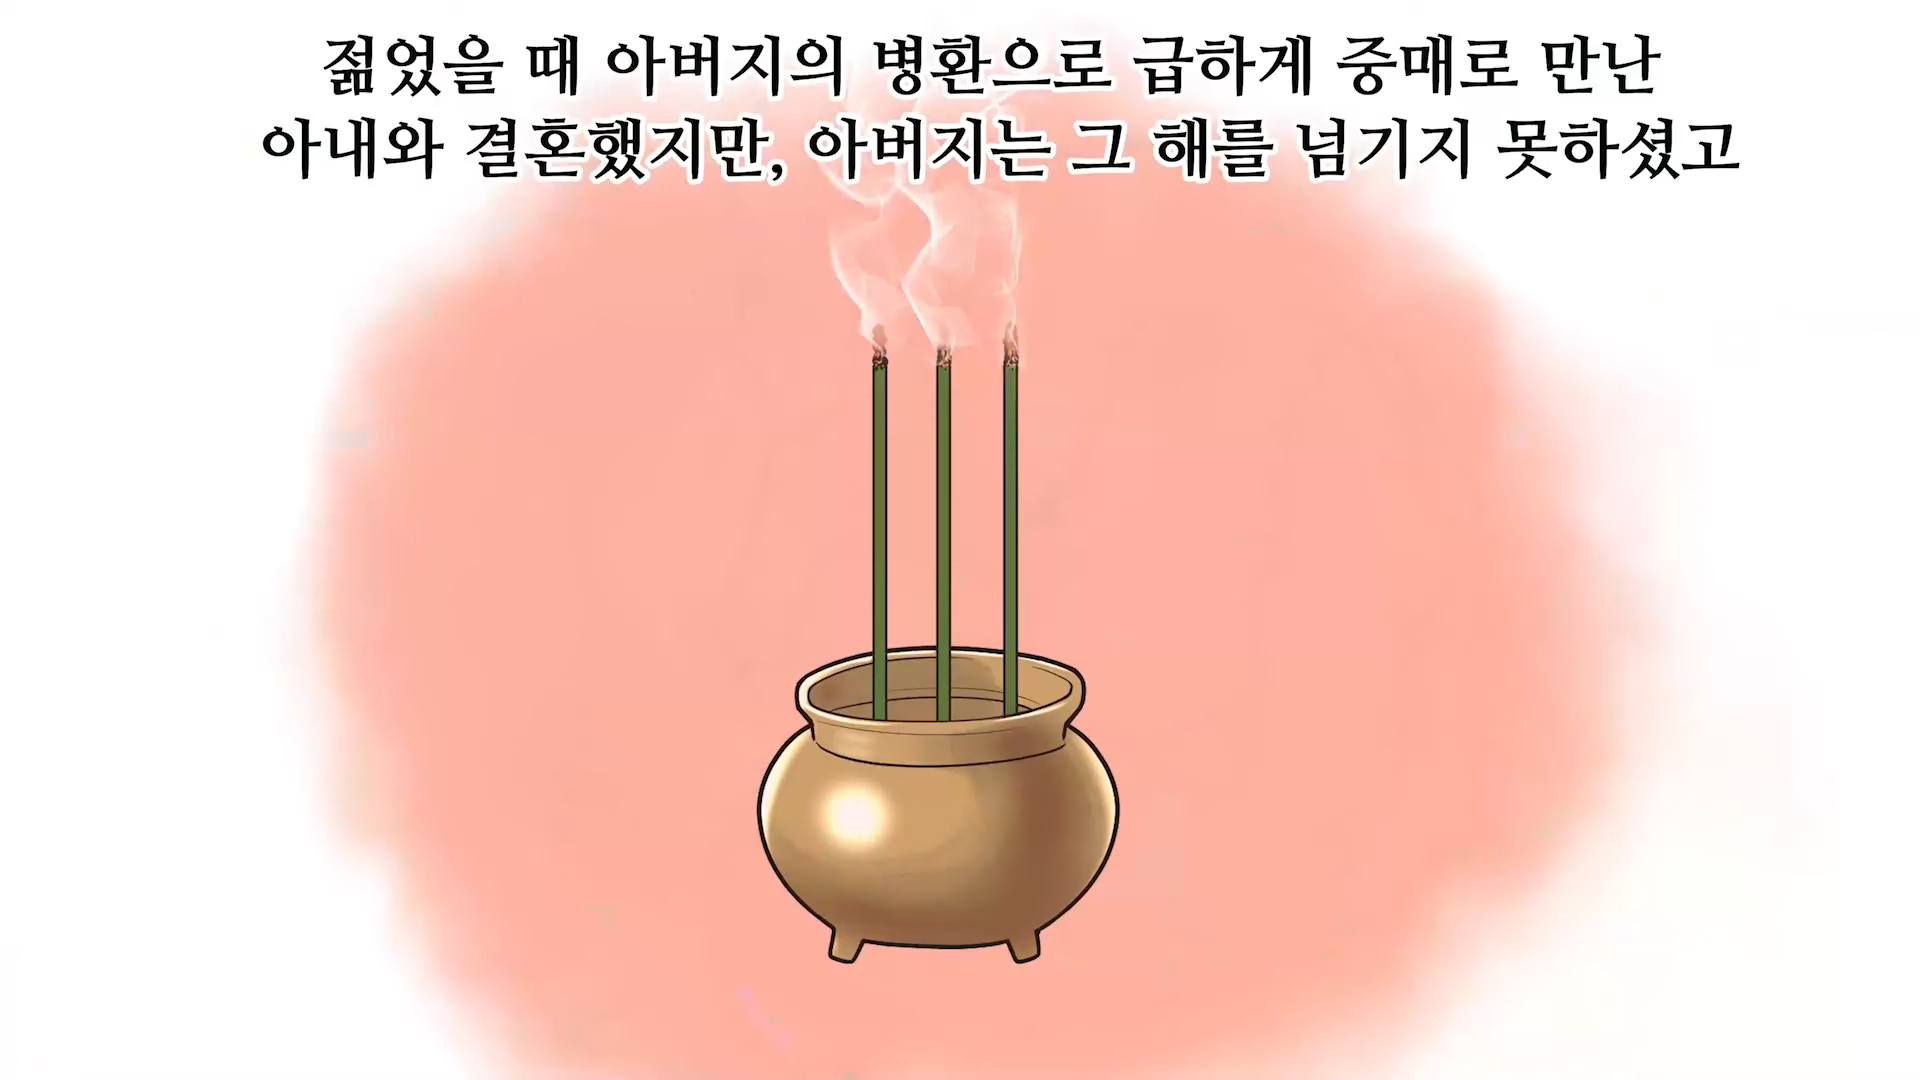 젊었을 때 아버지의 병환으로 급하게 중매로 만난
아내와 결혼했지만, 아버지는 그 해를 넘기지 못하셨고